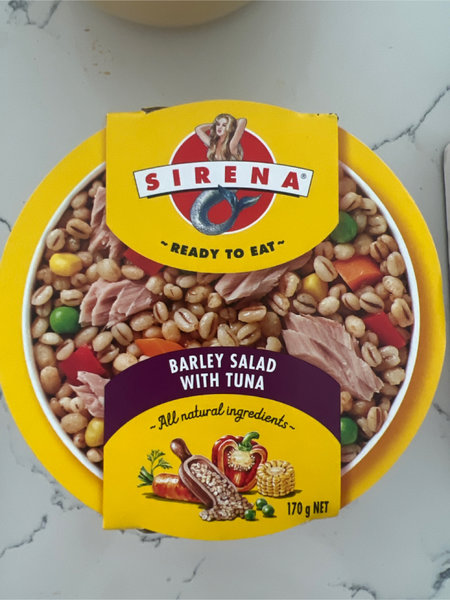 SIRENA®
~READY TO EAT~
BARLEY SALAD
WITH TUNA
~All natural ingredients~
170 g NET